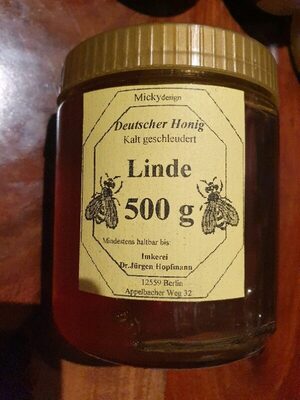 Mickydesign
Deutscher Honig
Kalt geschleudert
Linde
500 g
Mindestens haltbar bis:
Imkerei
Dr.Jürgen Hopfmann
12559 Berlin
Appelbacher Weg 32